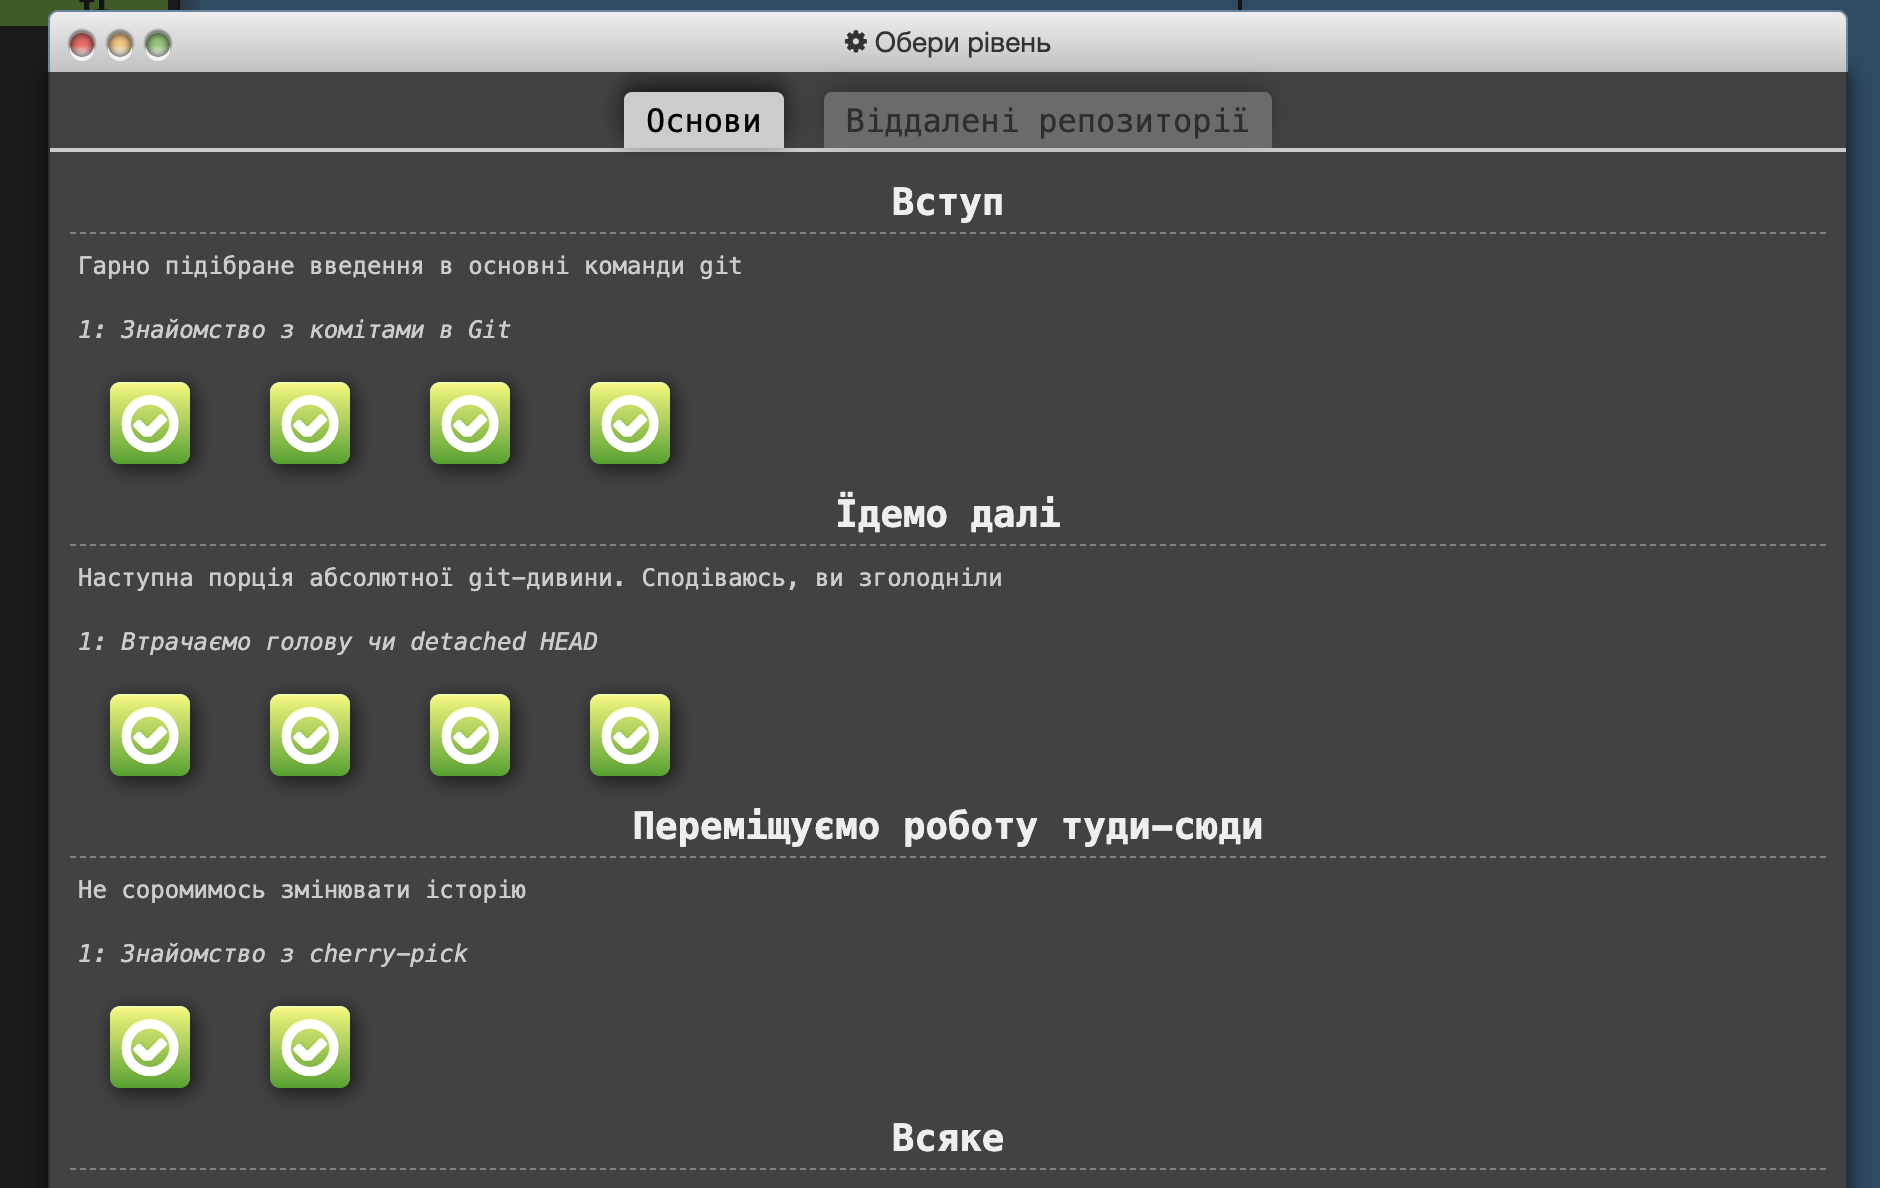 Обери рівень
Основи
Віддалені репозиторії
Вступ
Гарно підібране введення в основні команди git
1: Знайомство з комітами в Git
Їдемо далі
Наступна порція абсолютної git-дивини. Сподіваюсь, ви зголодніли
1: Втрачаємо голову чи detached HEAD
Переміщуємо роботу туди-сюди
Не соромимось змінювати історію
1: Знайомство з cherry-pick
Всяке